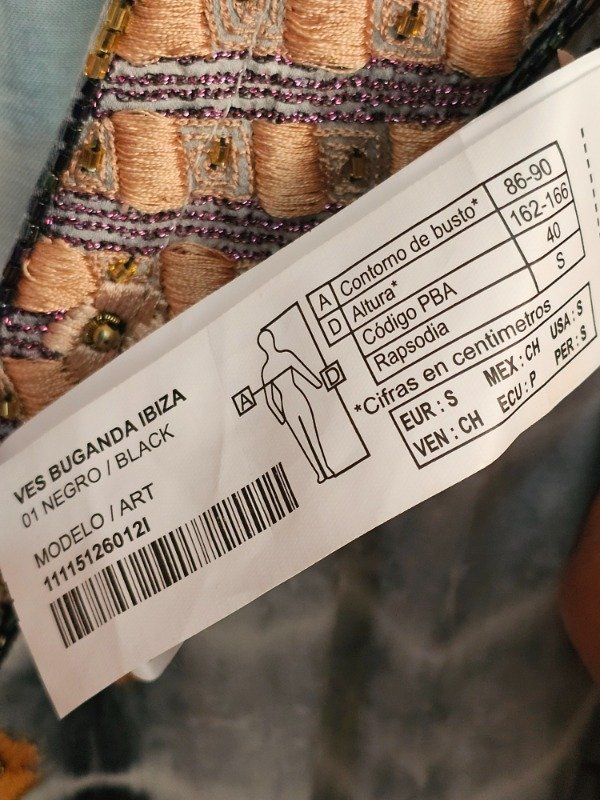 VES BUGANDA IBIZA
01 NEGRO / BLACK
MODELO / ART
11115126012I
A
D
A Contorno de busto* 86-90
D Altura* 162-166
Código PBA 40
Rapsodia S
*Cifras en centimetros
EUR : S MEX : CH USA : S
VEN : CH ECU : P PER : S